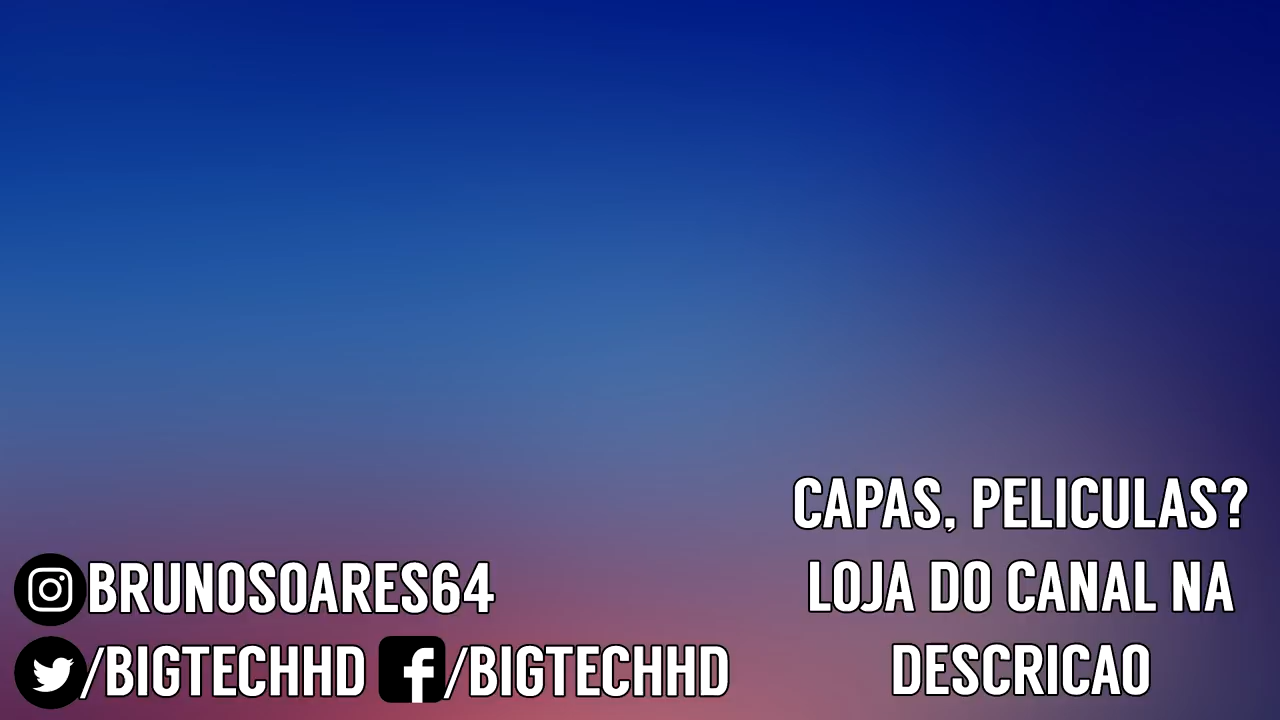 CAPAS, PELICULAS?
LOJA DO CANAL NA
DESCRICAO
BRUNOSOARES64
/BIGTECHHD /BIGTECHHD